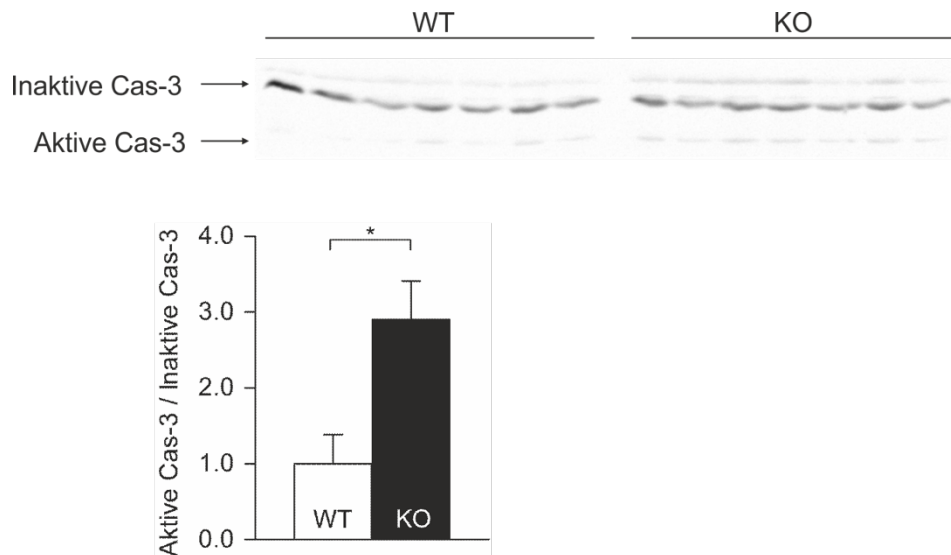 WT
KO
Inaktive Cas-3
Aktive Cas-3
Aktive Cas-3 / Inaktive Cas-3
4.0
3.0
2.0
1.0
0.0
*
WT
KO